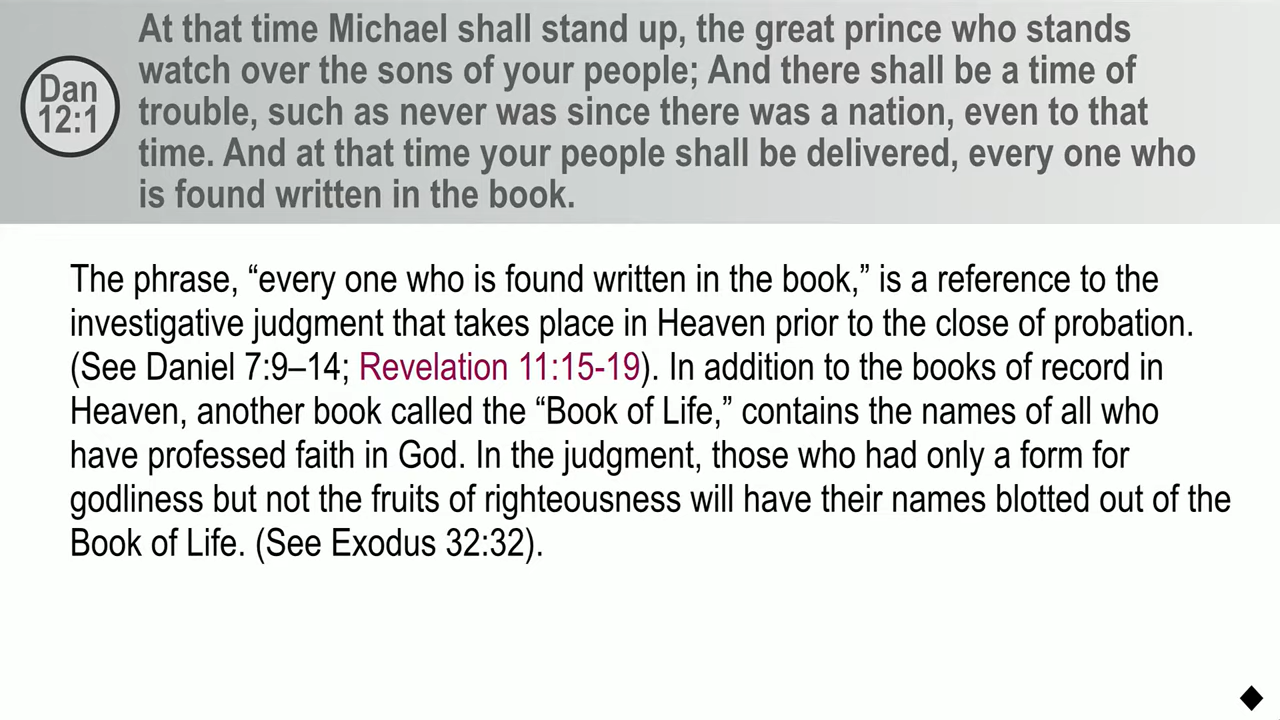 At that time Michael shall stand up, the great prince who stands
watch over the sons of your people; And there shall be a time of
trouble, such as never was since there was a nation, even to that
time. And at that time your people shall be delivered, every one who
is found written in the book.
Dan
12:1
The phrase, “every one who is found written in the book,” is a reference to the
investigative judgment that takes place in Heaven prior to the close of probation.
(See Daniel 7:9–14; Revelation 11:15-19). In addition to the books of record in
Heaven, another book called the “Book of Life,” contains the names of all who
have professed faith in God. In the judgment, those who had only a form for
godliness but not the fruits of righteousness will have their names blotted out of the
Book of Life. (See Exodus 32:32).